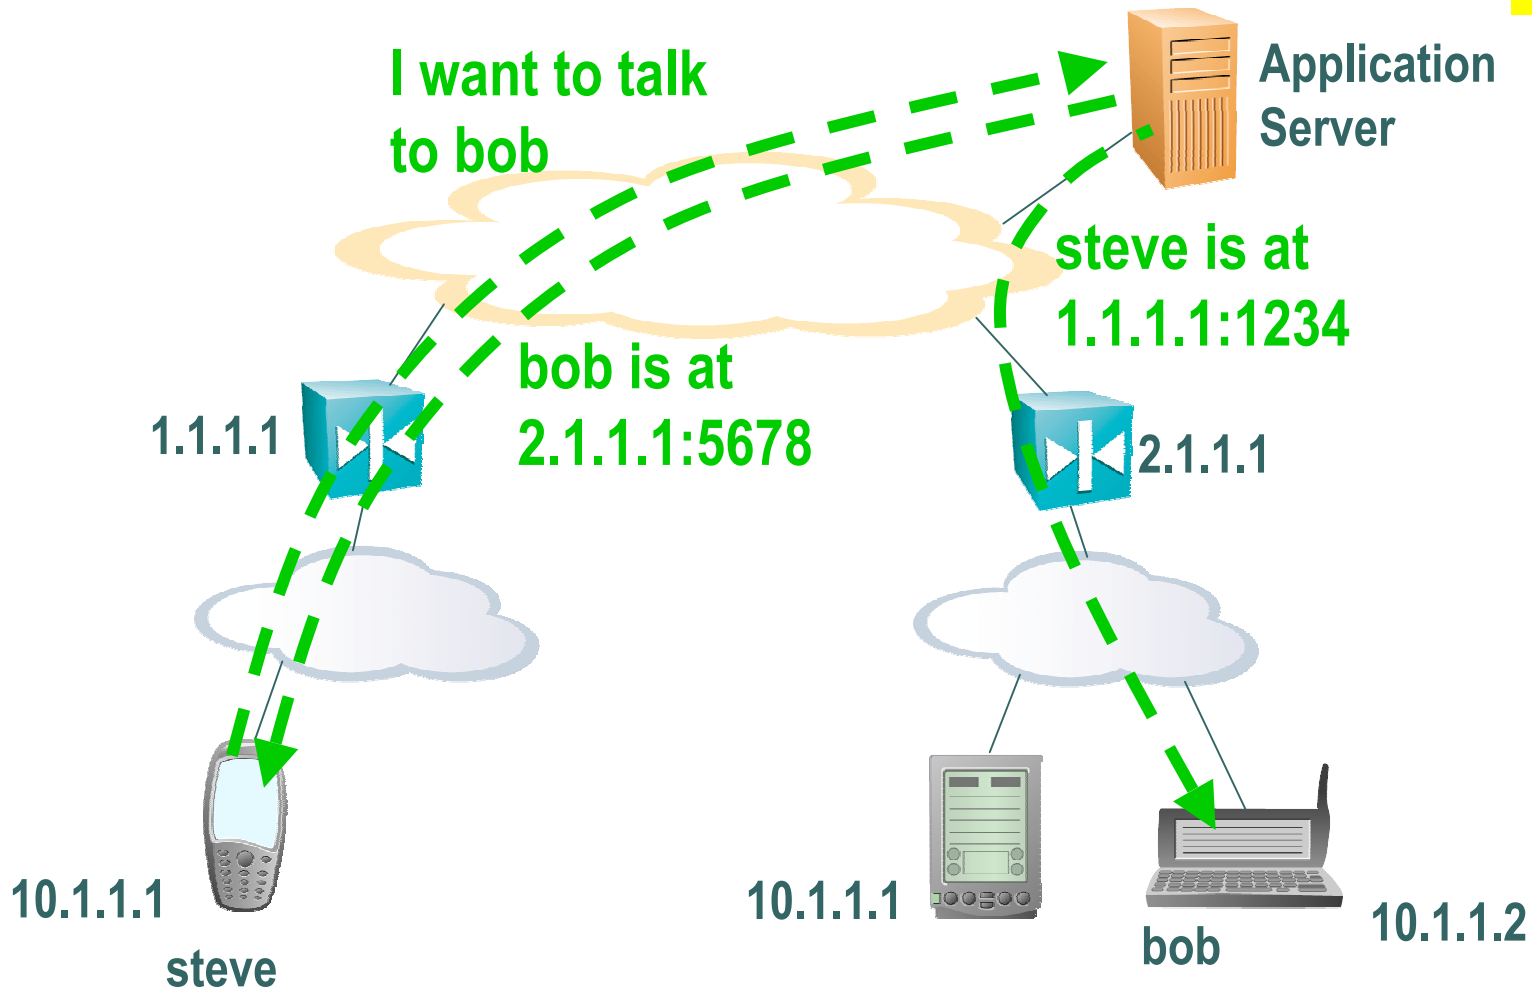 I want to talk
to bob
Application
Server
steve is at
1.1.1.1:1234
bob is at
2.1.1.1:5678
1.1.1.1
2.1.1.1
10.1.1.1
steve
10.1.1.1
bob
10.1.1.2